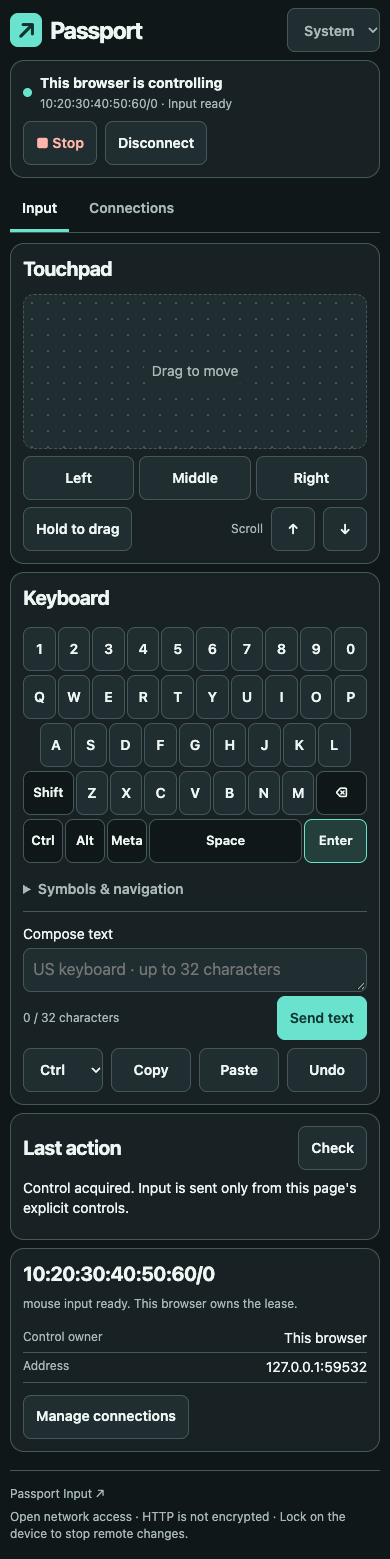 Passport
System
This browser is controlling
10:20:30:40:50:60/0 · Input ready
Stop
Disconnect
Input
Connections
Touchpad
Drag to move
Left
Middle
Right
Hold to drag
Scroll
↑
↓
Keyboard
1 2 3 4 5 6 7 8 9 0
Q W E R T Y U I O P
A S D F G H J K L
Shift Z X C V B N M ⌫
Ctrl Alt Meta Space Enter
Symbols & navigation
Compose text
US keyboard · up to 32 characters
0 / 32 characters
Send text
Ctrl
Copy
Paste
Undo
Last action
Check
Control acquired. Input is sent only from this page's
explicit controls.
10:20:30:40:50:60/0
mouse input ready. This browser owns the lease.
Control owner
This browser
Address
127.0.0.1:59532
Manage connections
Passport Input ↗
Open network access · HTTP is not encrypted · Lock on the
device to stop remote changes.